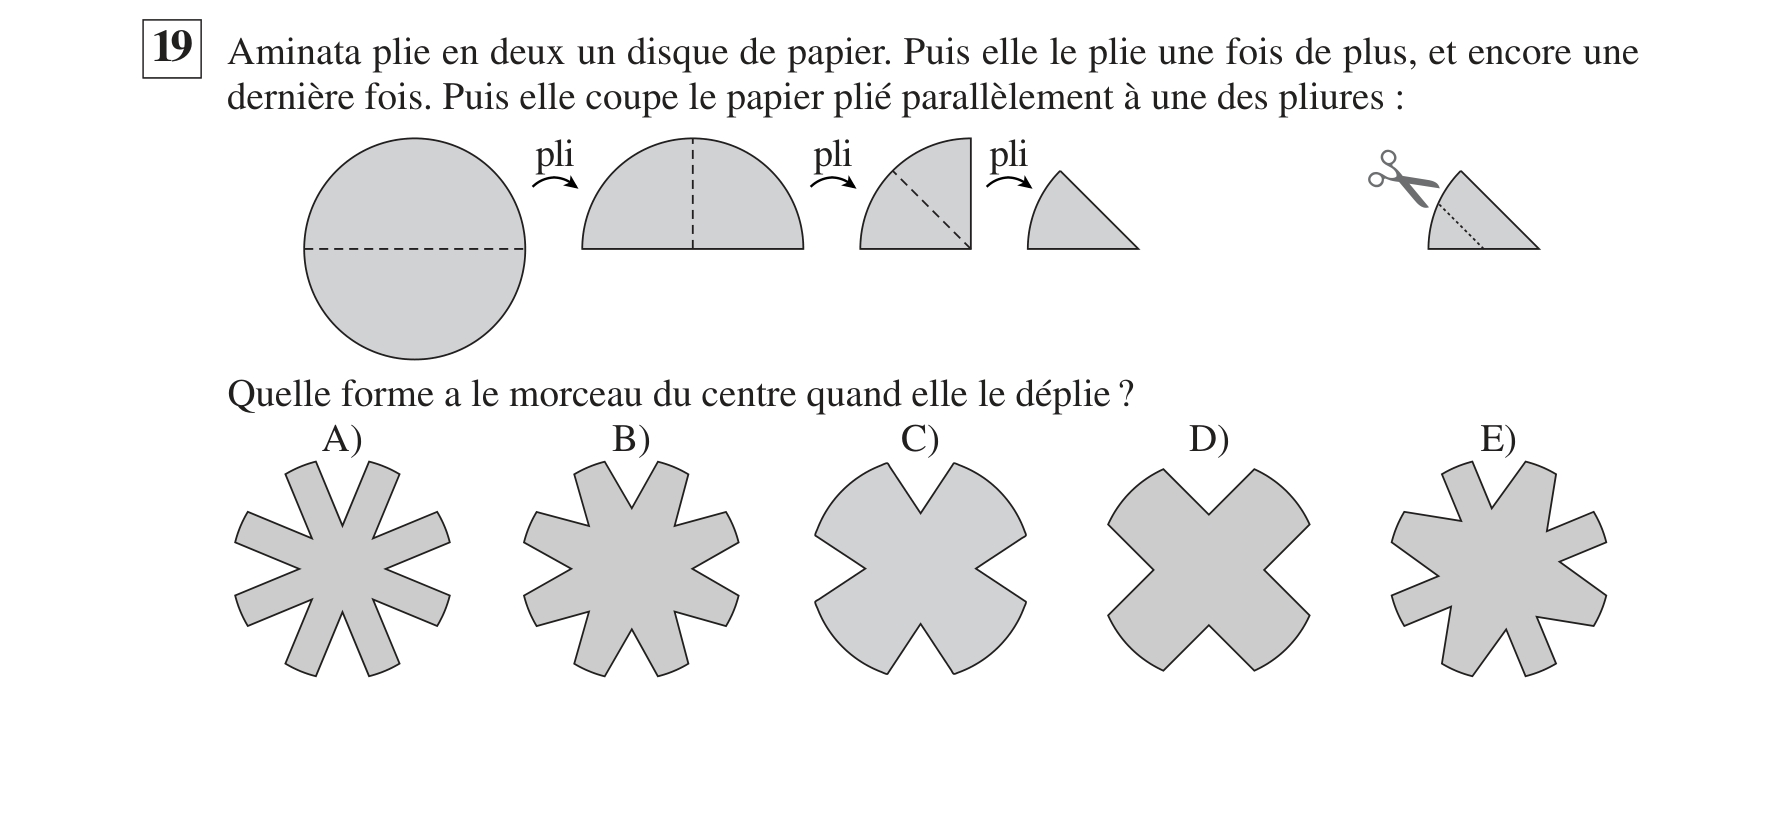 19 Aminata plie en deux un disque de papier. Puis elle le plie une fois de plus, et encore une
dernière fois. Puis elle coupe le papier plié parallèlement à une des pliures :
pli pli pli
Quelle forme a le morceau du centre quand elle le déplie ?
A) B) C) D) E)